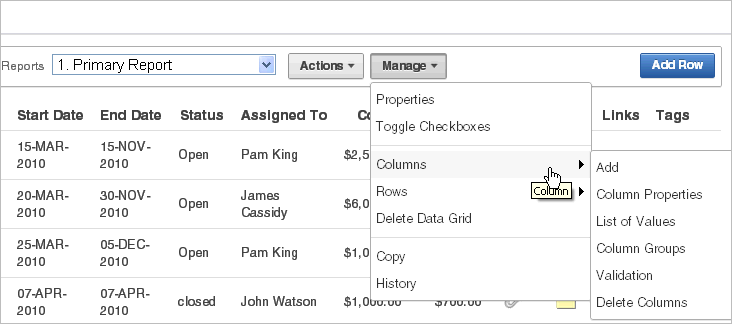 Reports 1. Primary Report Actions Manage Add Row
Start Date End Date Status Assigned To Co Links Tags
15-MAR-2010 15-NOV-2010 Open Pam King $2,5
20-MAR-2010 30-NOV-2010 Open James Cassidy $6,0
25-MAR-2010 05-DEC-2010 Open Pam King $1,0
07-APR-2010 07-APR-2010 closed John Watson $1,000.00 $700.00
Properties
Toggle Checkboxes
Columns
Rows
Column
Delete Data Grid
Copy
History
Add
Column Properties
List of Values
Column Groups
Validation
Delete Columns